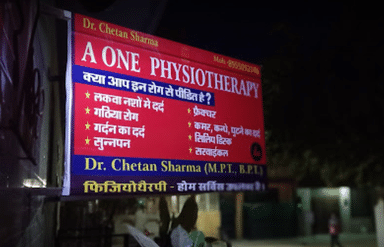 Dr. Chetan Sharma
A ONE PHYSIOTHERAPY
क्या आप इन रोग से पीड़ित है ?
★ लकवा नशो मे दर्द
★ गठिया रोग
★ गर्दन का दर्द
★ सुन्नपन
★ फ्रैक्चर
★ कमर, कन्धे, घुटने का दर्द
★ सिलिप डिस्क
★ सरवाईकल
Dr. Chetan Sharma (M.P.T., B.P.T.)
फिजियोथैरेपी - होम सर्विस उपलब्ध है